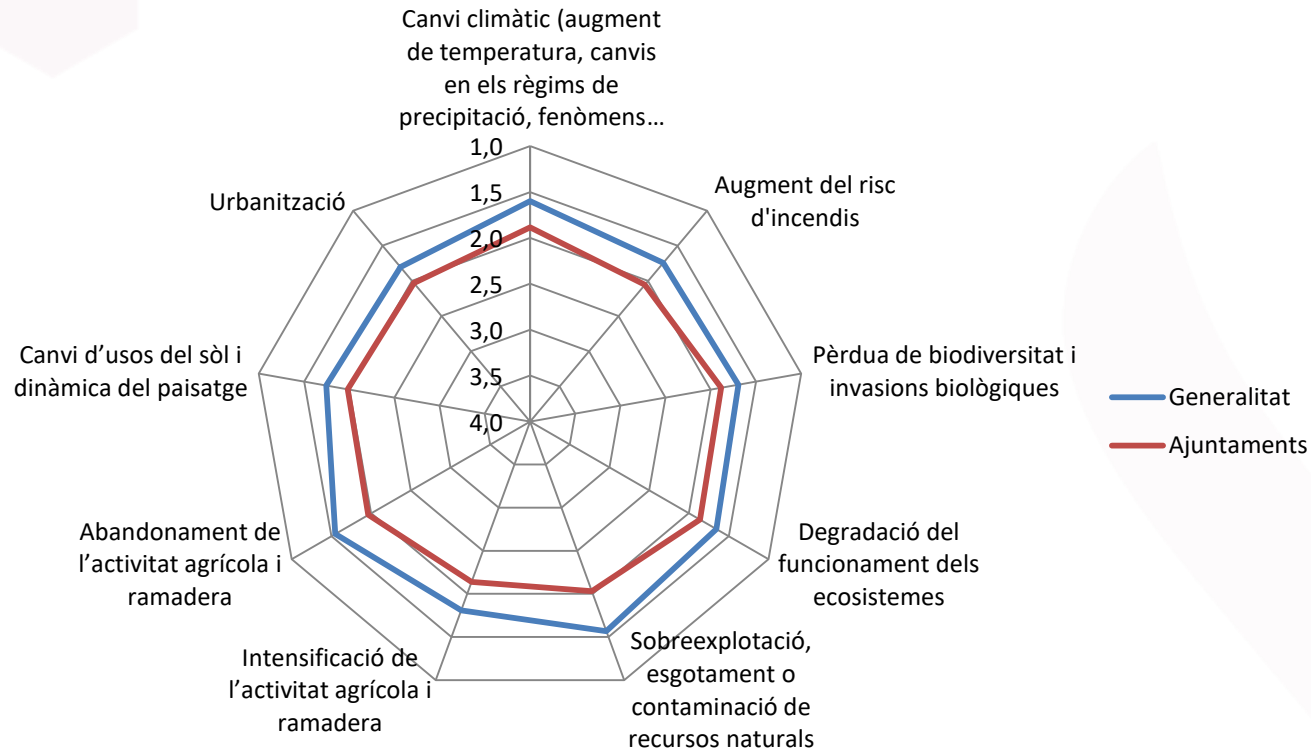 Canvi climàtic (augment
de temperatura, canvis
en els règims de
precipitació, fenòmens…
1,0
1,5
2,0
2,5
3,0
3,5
4,0
Augment del risc
d'incendis
Pèrdua de biodiversitat i
invasions biològiques
Degradació del
funcionament dels
ecosistemes
Sobreexplotació,
esgotament o
contaminació de
recursos naturals
Intensificació de
l’activitat agrícola i
ramadera
Abandonament de
l’activitat agrícola i
ramadera
Canvi d’usos del sòl i
dinàmica del paisatge
Urbanització
Generalitat
Ajuntaments